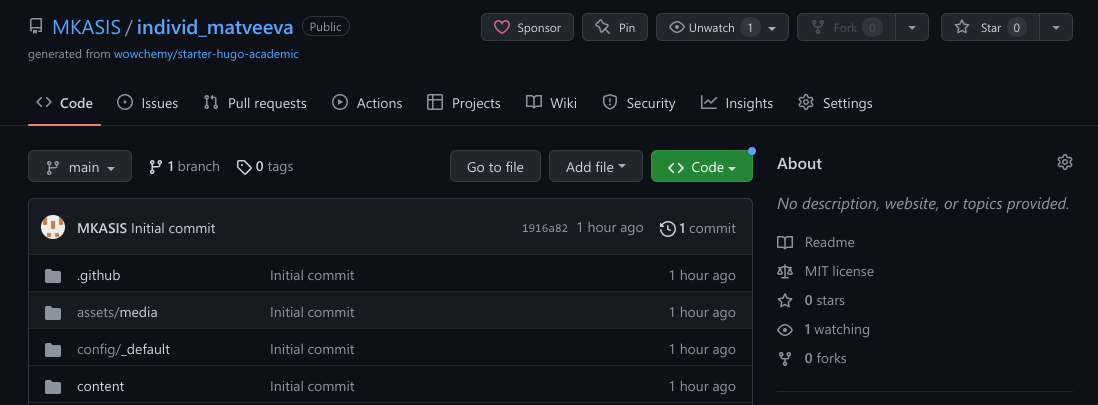 MKASIS / individ_matveeva Public Sponsor Pin Unwatch 1 Fork 0 Star 0
generated from wowchemy/starter-hugo-academic
Code Issues Pull requests Actions Projects Wiki Security Insights Settings
main 1 branch 0 tags Go to file Add file Code
MKASIS Initial commit 1916a82 1 hour ago 1 commit
.github Initial commit 1 hour ago
assets/media Initial commit 1 hour ago
config/_default Initial commit 1 hour ago
content Initial commit 1 hour ago
About
No description, website, or topics provided.
Readme
MIT license
0 stars
1 watching
0 forks